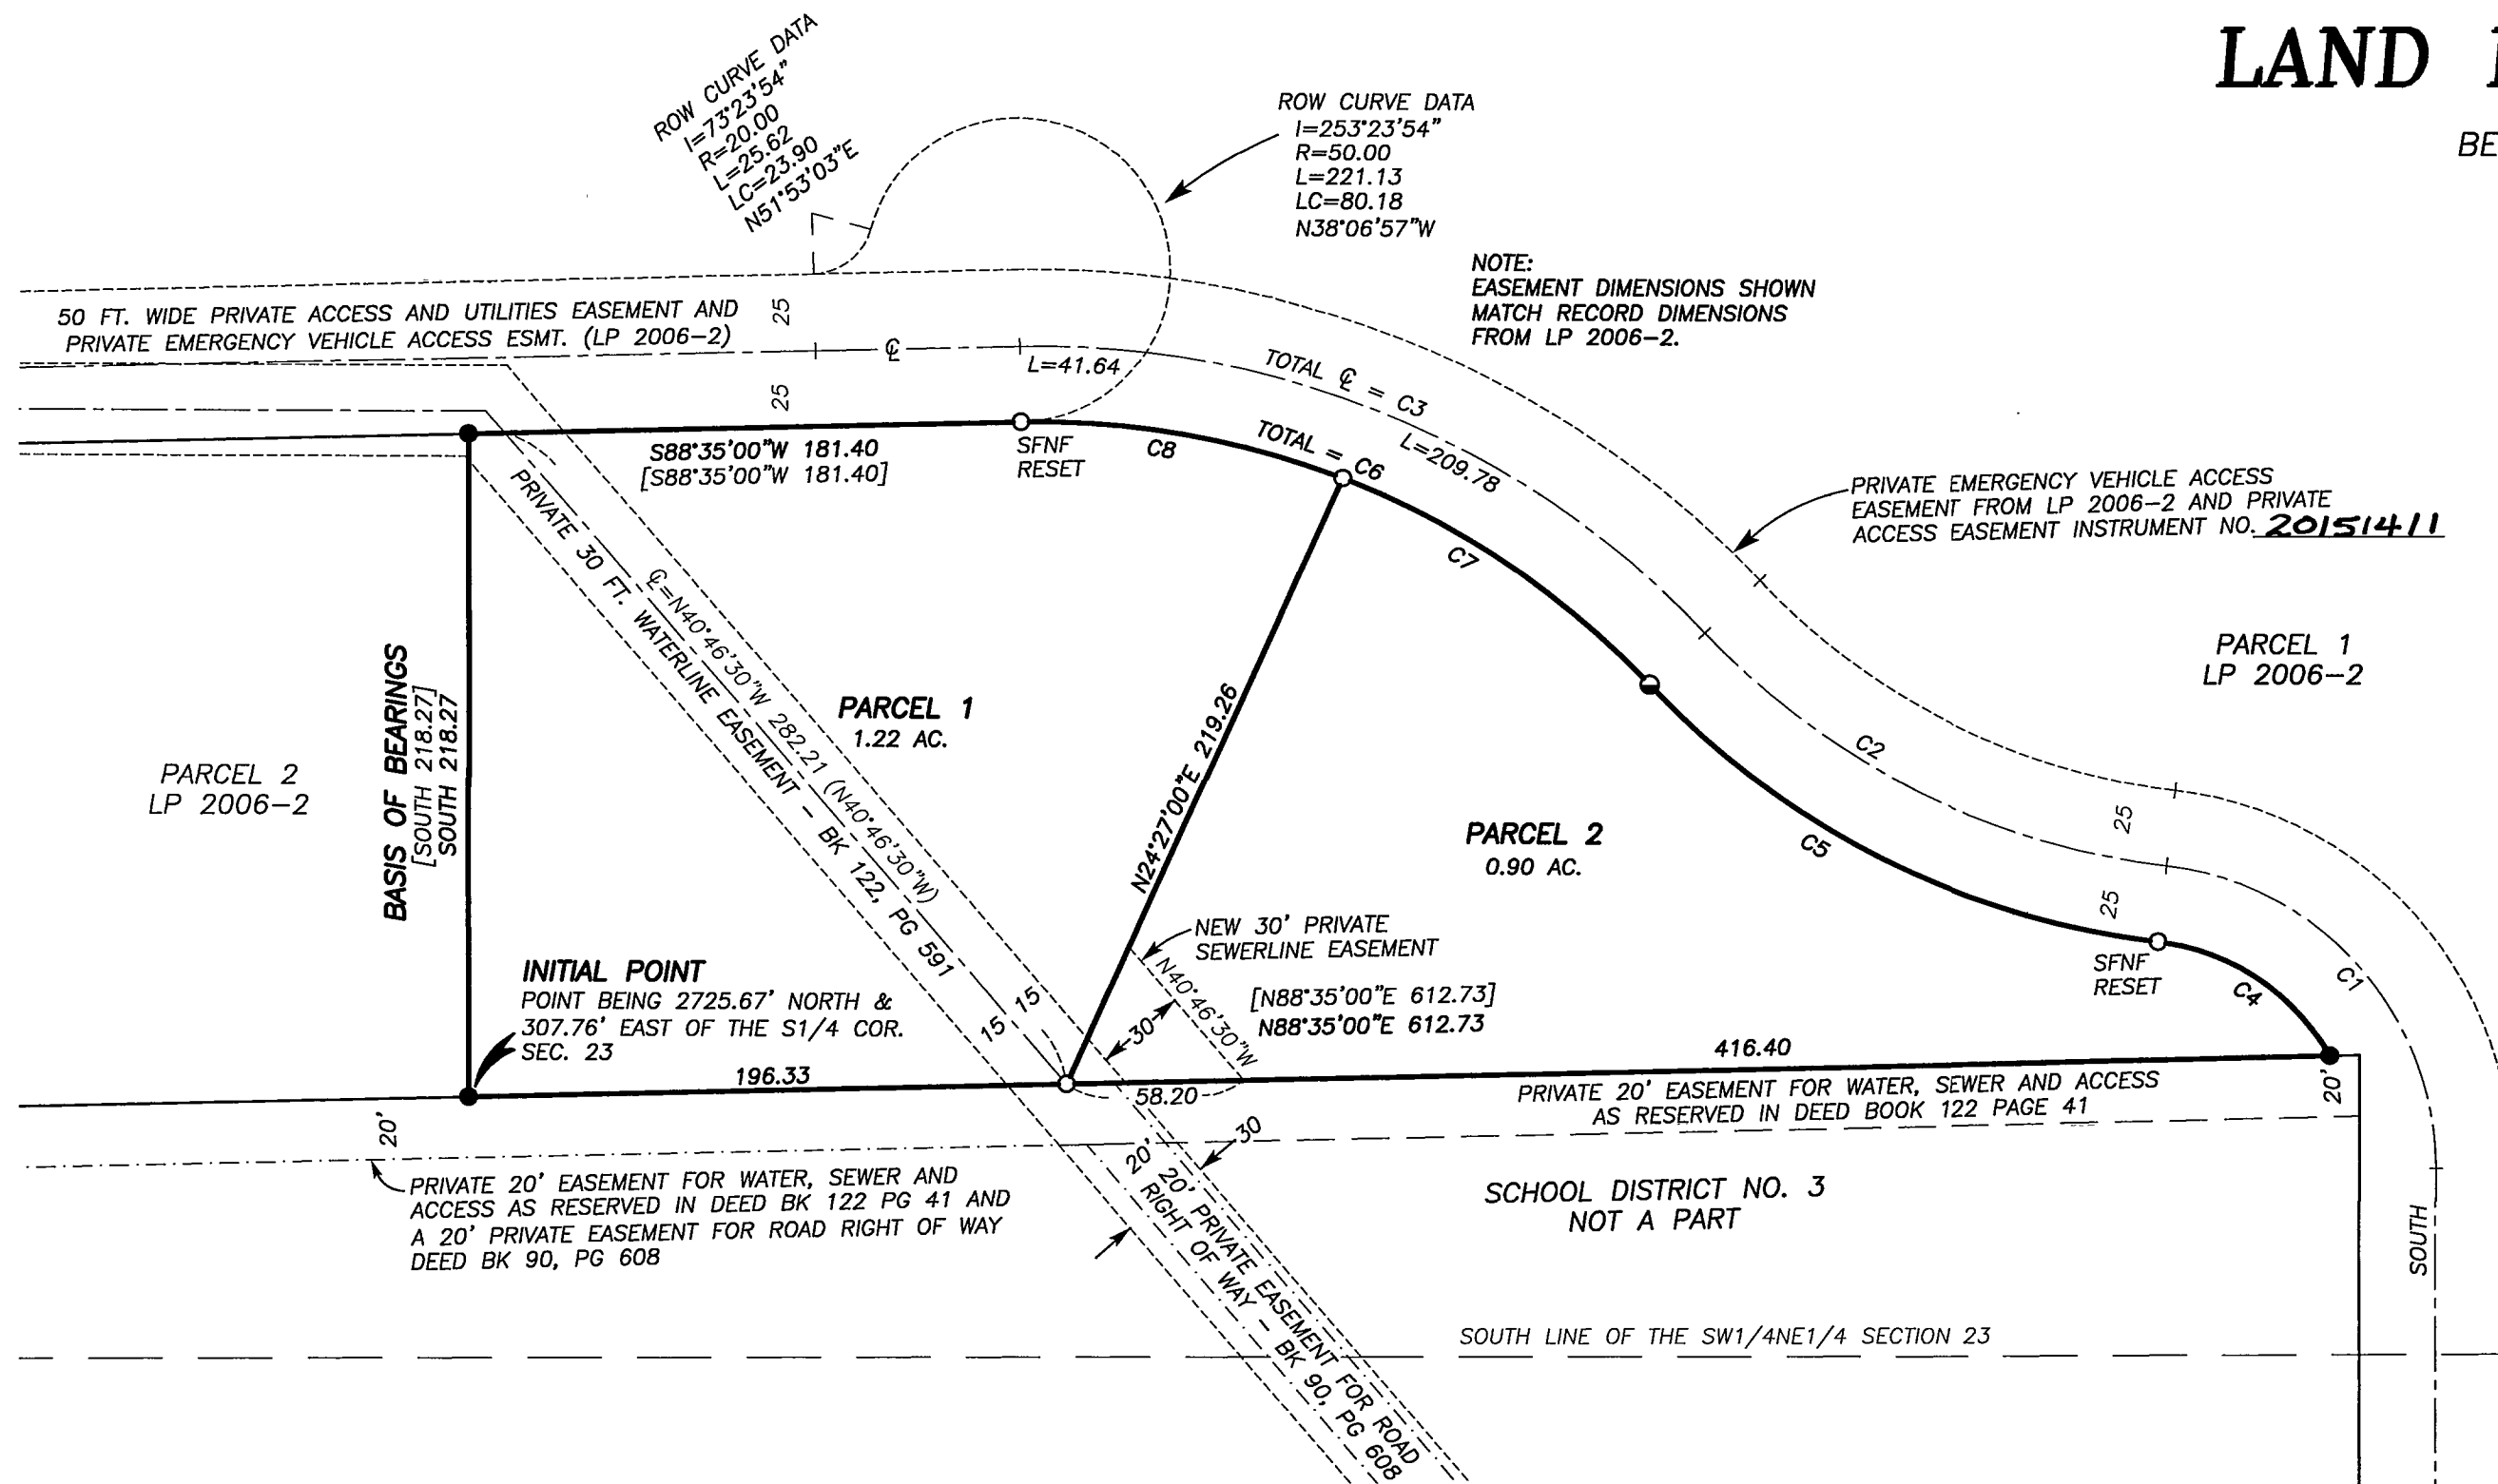 LAND
BE
ROW CURVE DATA
I=73°23'54"
R=20.00
L=25.62
LC=23.90
N51°53'03"E
ROW CURVE DATA
I=253°23'54"
R=50.00
L=221.13
LC=80.18
N38°06'57"W
NOTE:
EASEMENT DIMENSIONS SHOWN
MATCH RECORD DIMENSIONS
FROM LP 2006-2.
50 FT. WIDE PRIVATE ACCESS AND UTILITIES EASEMENT AND
PRIVATE EMERGENCY VEHICLE ACCESS ESMT. (LP 2006-2)
25
℄
L=41.64
TOTAL ℄ = C3
25
S88°35'00"W 181.40
[S88°35'00"W 181.40]
SFNF
RESET
C8
TOTAL = C6
L=209.78
PRIVATE EMERGENCY VEHICLE ACCESS
EASEMENT FROM LP 2006-2 AND PRIVATE
ACCESS EASEMENT INSTRUMENT NO. 20151411
C7
PRIVATE 30 FT. WATERLINE EASEMENT - BK 122, PG 591
℄=N40°46'30"W 282.21 (N40°46'30"W)
PARCEL 1
LP 2006-2
BASIS OF BEARINGS
[SOUTH 218.27]
SOUTH 218.27
PARCEL 1
1.22 AC.
N24°27'00"E 219.26
PARCEL 2
LP 2006-2
PARCEL 2
0.90 AC.
C2
C5
25
25
NEW 30' PRIVATE
SEWERLINE EASEMENT
N40°46'30"W
SFNF
RESET
C4
C1
INITIAL POINT
POINT BEING 2725.67' NORTH &
307.76' EAST OF THE S1/4 COR.
SEC. 23
15
15
30
[N88°35'00"E 612.73]
N88°35'00"E 612.73
196.33
416.40
58.20
20'
20'
PRIVATE 20' EASEMENT FOR WATER, SEWER AND ACCESS
AS RESERVED IN DEED BOOK 122 PAGE 41
30
20'
PRIVATE 20' EASEMENT FOR WATER, SEWER AND
ACCESS AS RESERVED IN DEED BK 122 PG 41 AND
A 20' PRIVATE EASEMENT FOR ROAD RIGHT OF WAY
DEED BK 90, PG 608
20' PRIVATE EASEMENT FOR ROAD
RIGHT OF WAY - BK 90, PG 608
SCHOOL DISTRICT NO. 3
NOT A PART
SOUTH
SOUTH LINE OF THE SW1/4NE1/4 SECTION 23